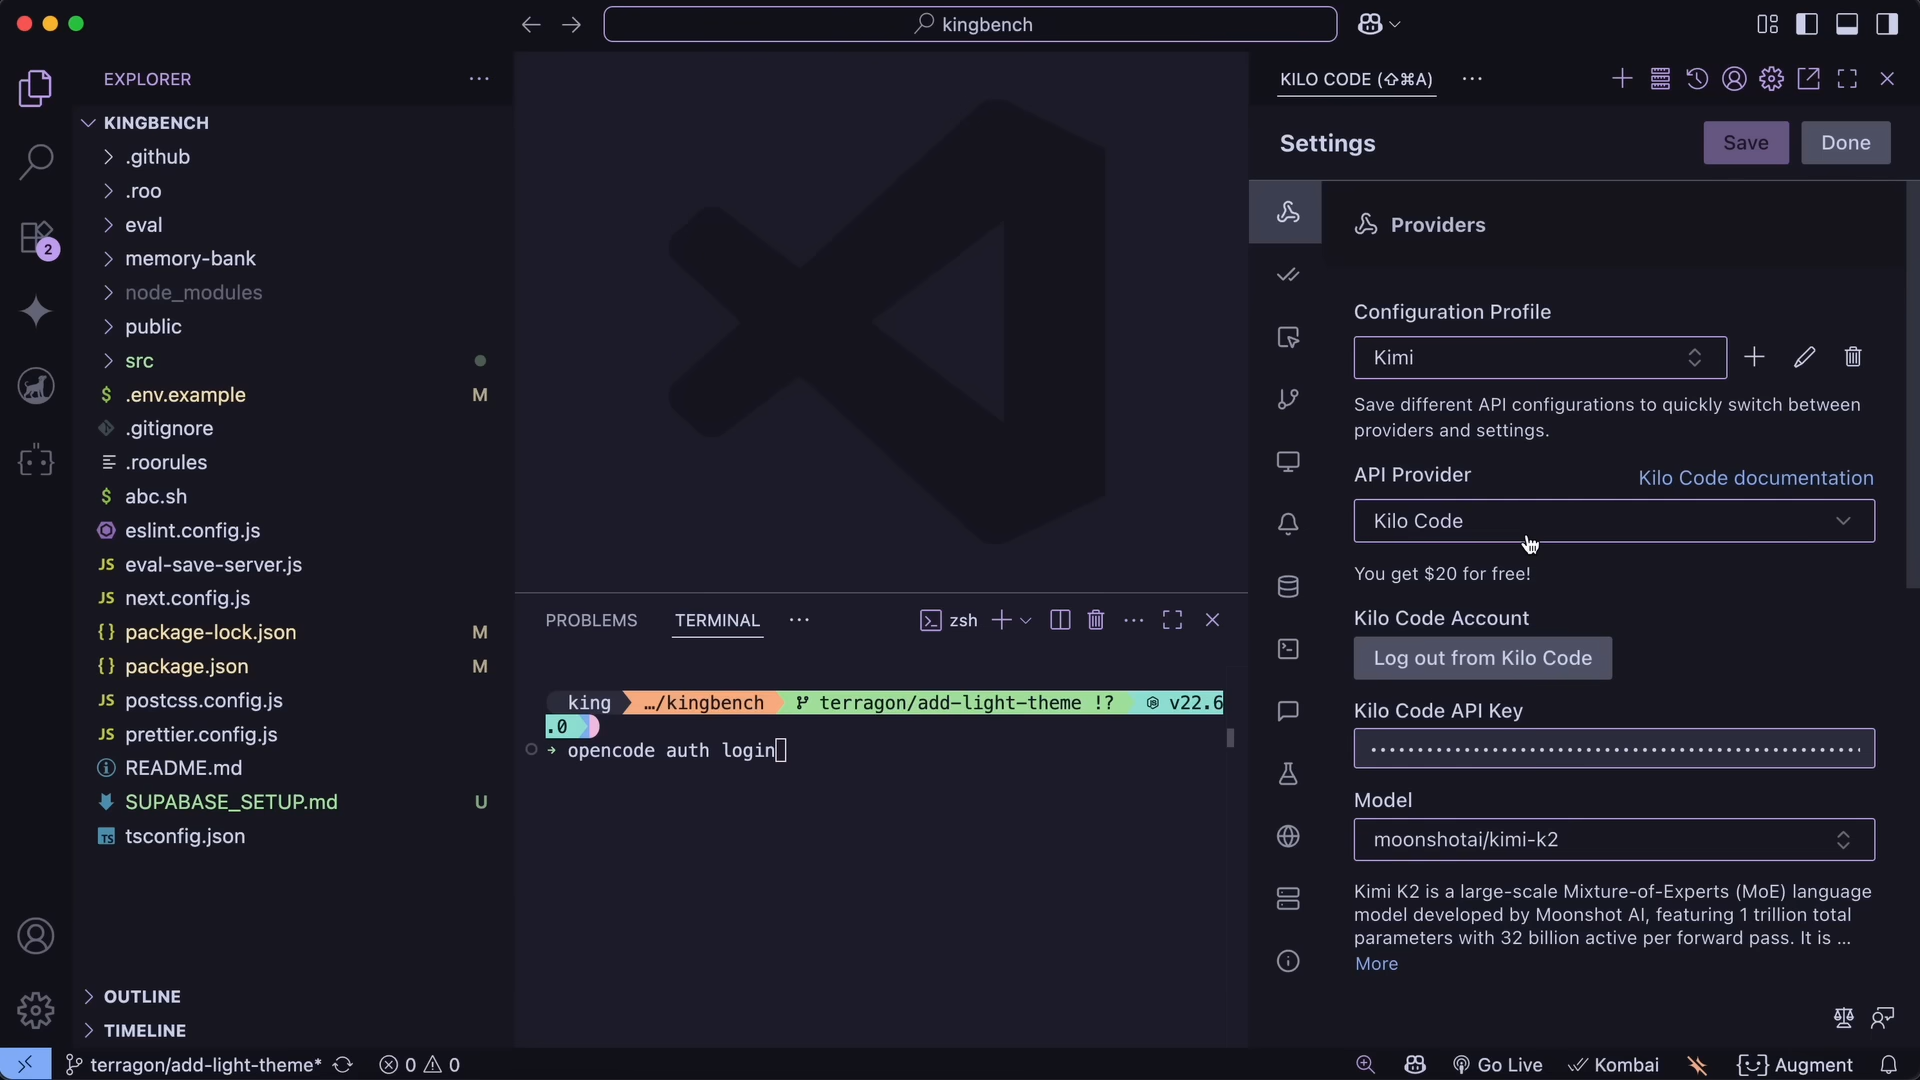 kingbench
EXPLORER
KINGBENCH
.github
.roo
eval
memory-bank
node_modules
public
src
$ .env.example M
.gitignore
.roorules
$ abc.sh
eslint.config.js
JS eval-save-server.js
JS next.config.js
{} package-lock.json M
{} package.json M
JS postcss.config.js
JS prettier.config.js
README.md
SUPABASE_SETUP.md U
TS tsconfig.json
OUTLINE
TIMELINE
2
PROBLEMS TERMINAL ··· zsh
king …/kingbench terragon/add-light-theme !? v22.6
.0
→ opencode auth login
KILO CODE (⇧⌘A)
Settings Save Done
Providers
Configuration Profile
Kimi
Save different API configurations to quickly switch between
providers and settings.
API Provider Kilo Code documentation
Kilo Code
You get $20 for free!
Kilo Code Account
Log out from Kilo Code
Kilo Code API Key
Model
moonshotai/kimi-k2
Kimi K2 is a large-scale Mixture-of-Experts (MoE) language
model developed by Moonshot AI, featuring 1 trillion total
parameters with 32 billion active per forward pass. It is ...
More
terragon/add-light-theme* 0 0 Go Live Kombai Augment